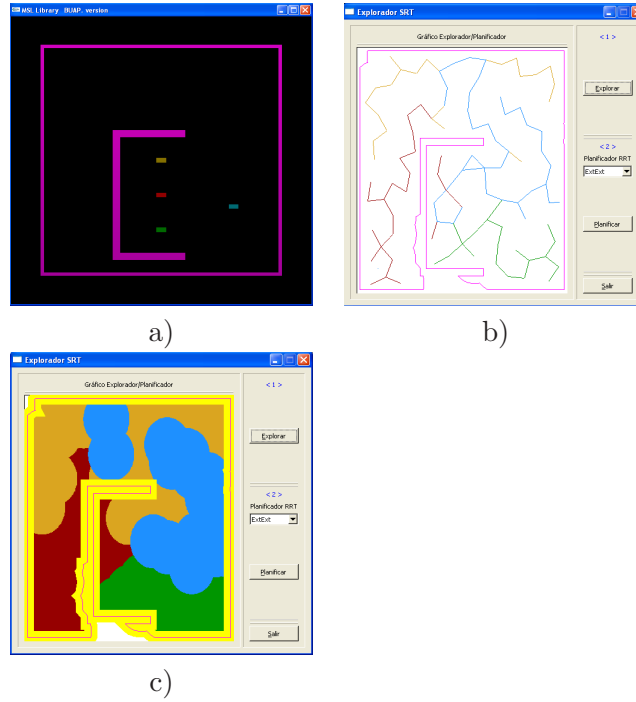 MSL Library BUAP. version
a)
Explorador SRT
Gráfico Explorador/Planificador
< 1 >
Explorar
< 2 >
Planificador RRT
ExtExt
Planificar
Salir
b)
Explorador SRT
Gráfico Explorador/Planificador
< 1 >
Explorar
< 2 >
Planificador RRT
ExtExt
Planificar
Salir
c)